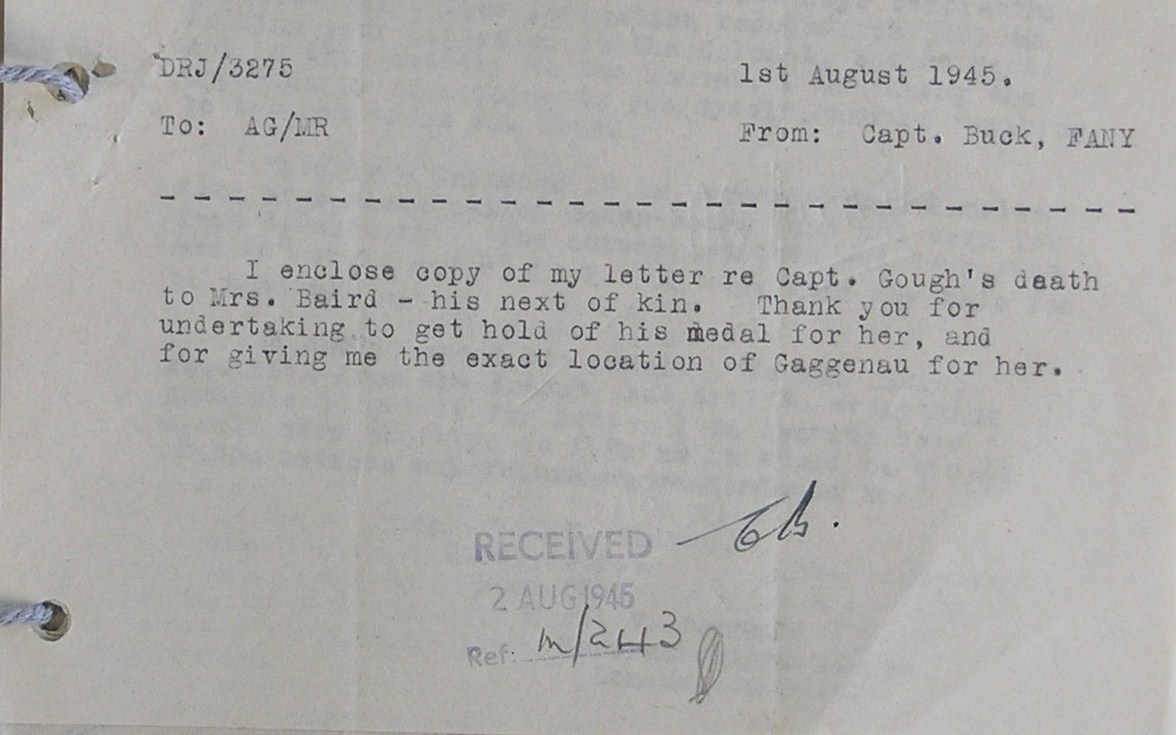 DRJ/3275
1st August 1945.
To: AG/MR
From: Capt. Buck, FANY
I enclose copy of my letter re Capt. Gough's death
to Mrs. Baird - his next of kin. Thank you for
undertaking to get hold of his medal for her, and
for giving me the exact location of Gaggenau for her.
RECEIVED
2 AUG 1945
Ref: m/243